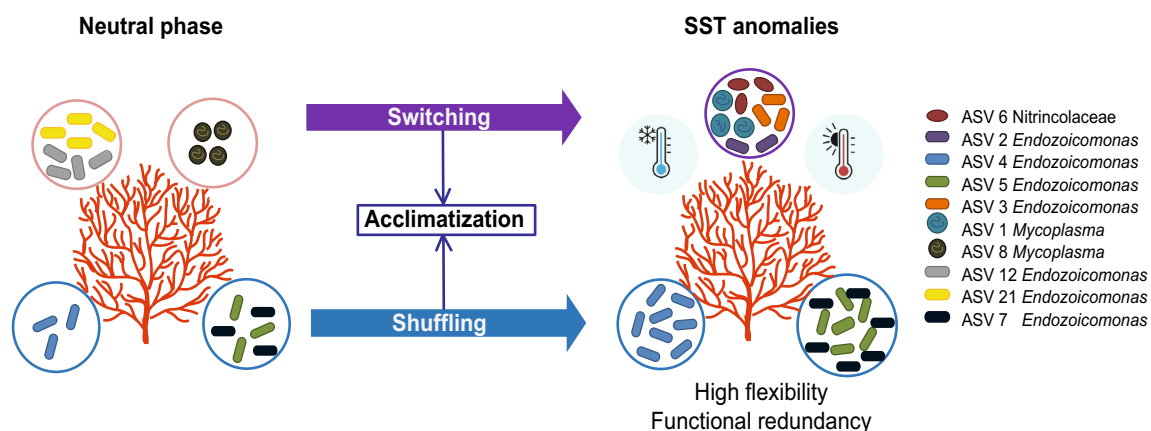 Neutral phase
SST anomalies
Switching
Acclimatization
Shuffling
High flexibility
Functional redundancy
ASV 6 Nitrincolaceae
ASV 2 Endozoicomonas
ASV 4 Endozoicomonas
ASV 5 Endozoicomonas
ASV 3 Endozoicomonas
ASV 1 Mycoplasma
ASV 8 Mycoplasma
ASV 12 Endozoicomonas
ASV 21 Endozoicomonas
ASV 7 Endozoicomonas